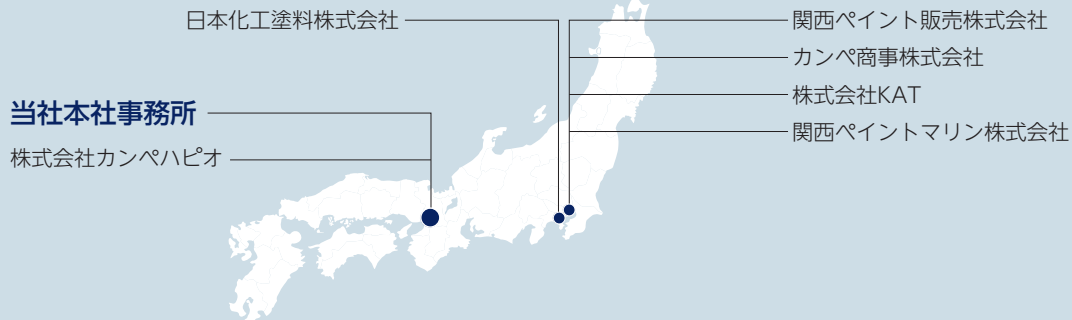 日本化工塗料株式会社
当社本社事務所
株式会社カンペハピオ
関西ペイント販売株式会社
カンペ商事株式会社
株式会社KAT
関西ペイントマリン株式会社